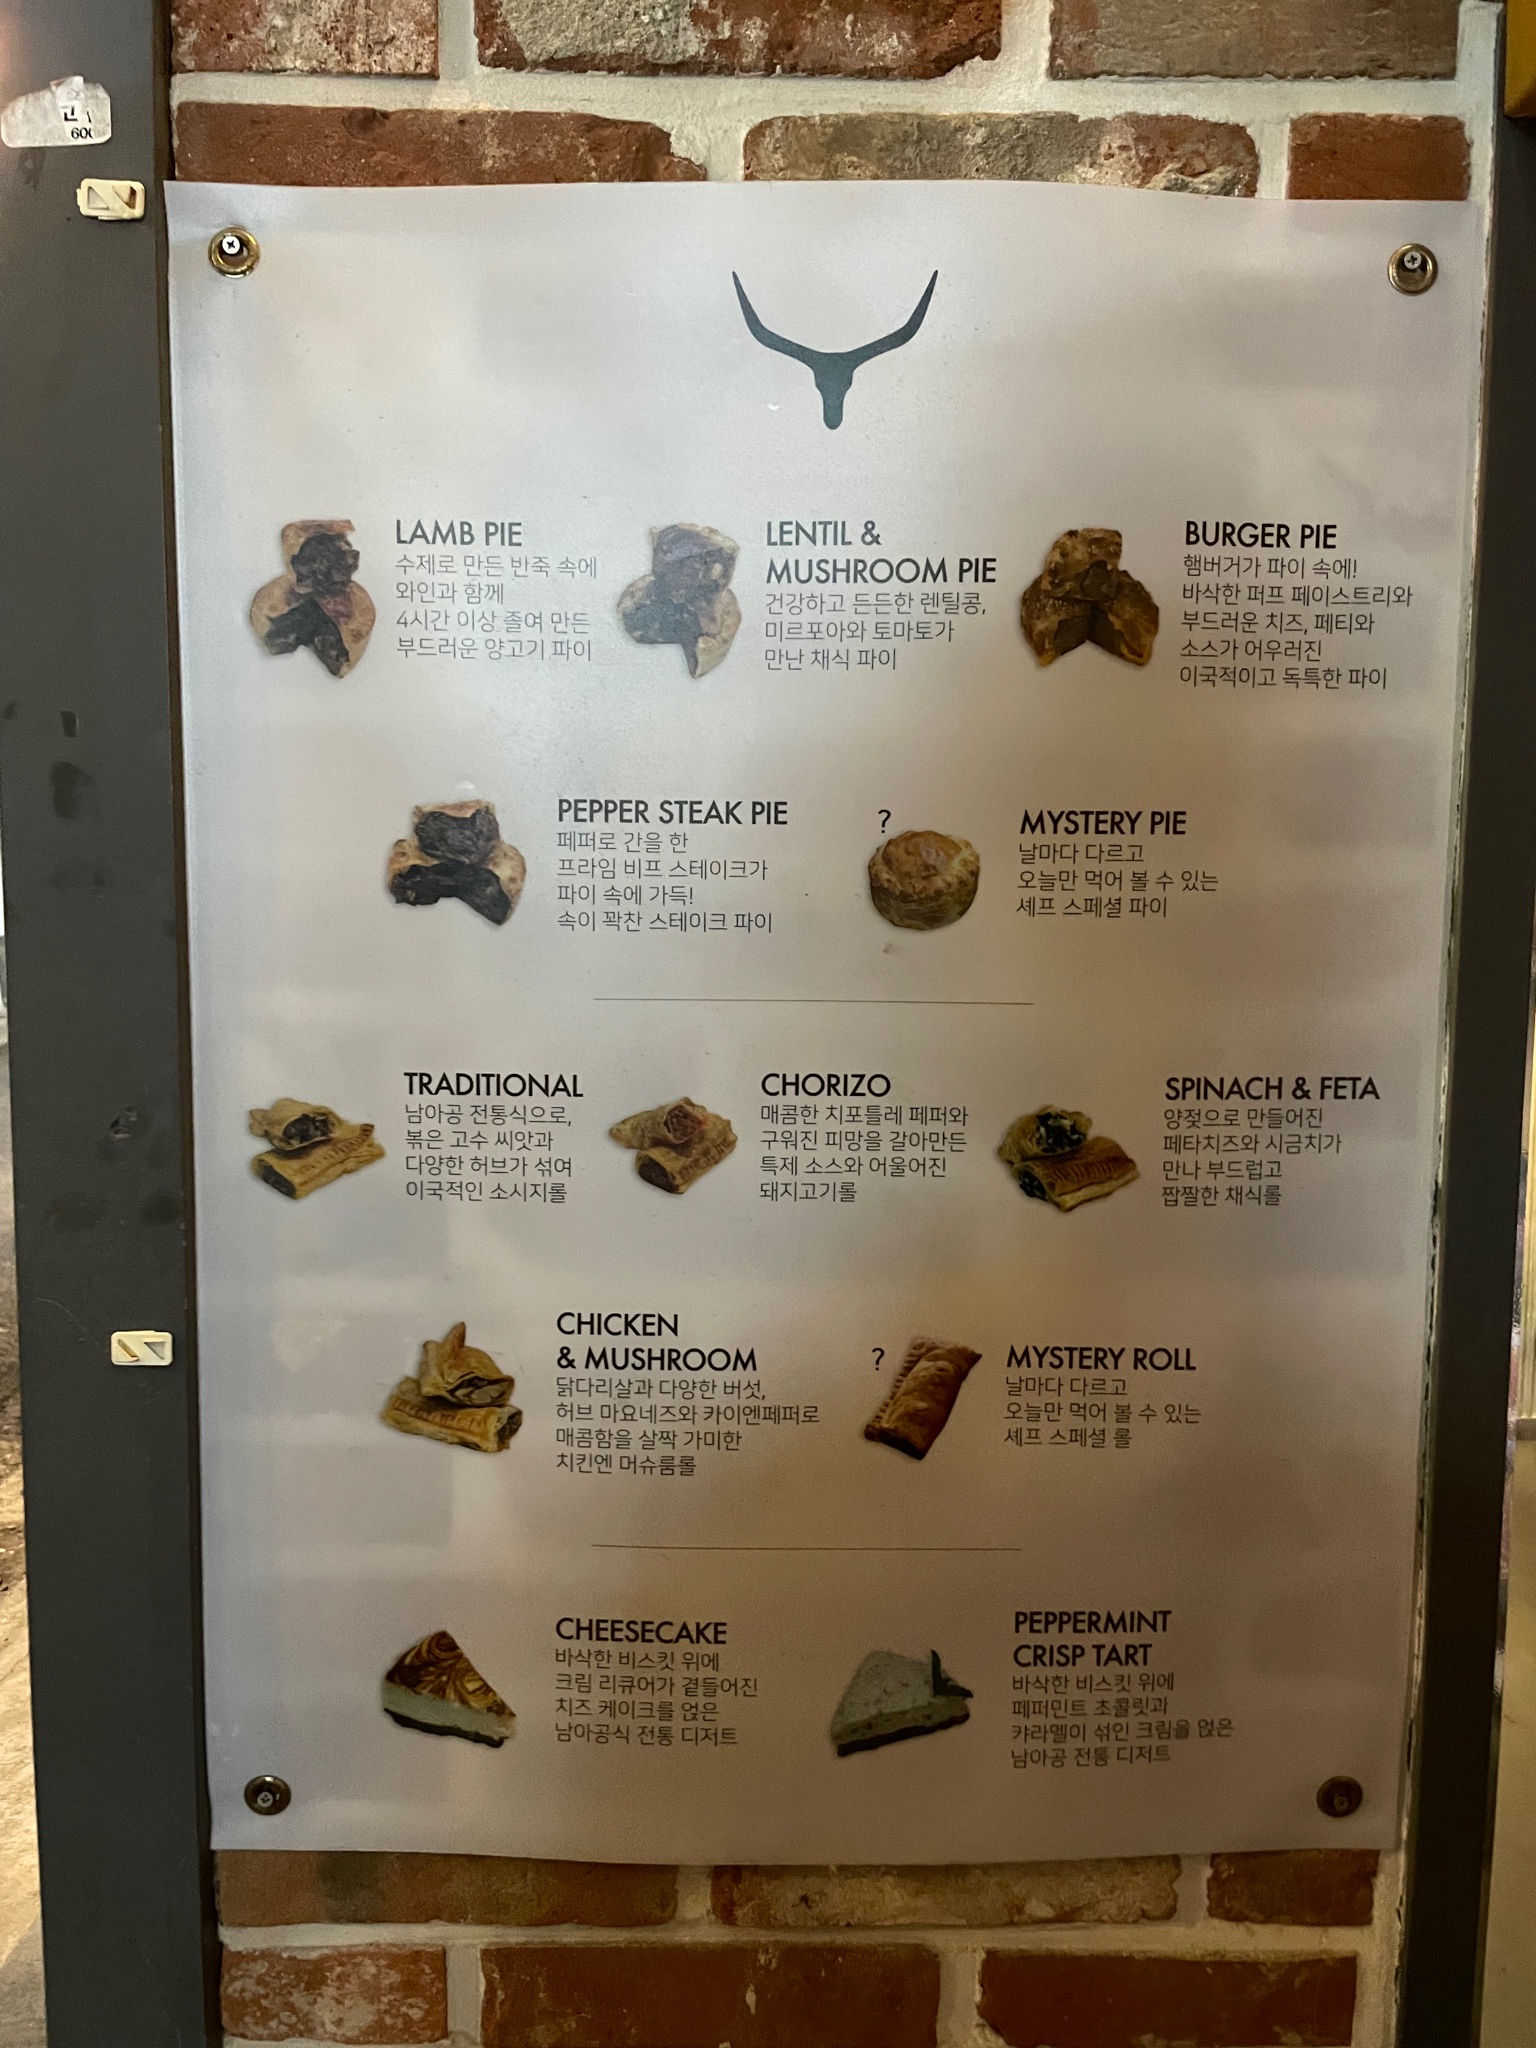 LAMB PIE
수제로 만든 반죽 속에
와인과 함께
4시간 이상 졸여 만든
부드러운 양고기 파이
LENTIL &
MUSHROOM PIE
건강하고 든든한 렌틸콩,
미르포아와 토마토가
만난 채식 파이
BURGER PIE
햄버거가 파이 속에!
바삭한 퍼프 페이스트리와
부드러운 치즈, 페티와
소스가 어우러진
이국적이고 독특한 파이
PEPPER STEAK PIE
페퍼로 간을 한
프라임 비프 스테이크가
파이 속에 가득!
속이 꽉찬 스테이크 파이
?
MYSTERY PIE
날마다 다르고
오늘만 먹어 볼 수 있는
셰프 스페셜 파이
TRADITIONAL
남아공 전통식으로,
볶은 고수 씨앗과
다양한 허브가 섞여
이국적인 소시지롤
CHORIZO
매콤한 치포틀레 페퍼와
구워진 피망을 갈아만든
특제 소스와 어울어진
돼지고기롤
SPINACH & FETA
양젖으로 만들어진
페타치즈와 시금치가
만나 부드럽고
짭짤한 채식롤
CHICKEN
& MUSHROOM
닭다리살과 다양한 버섯,
허브 마요네즈와 카이엔페퍼로
매콤함을 살짝 가미한
치킨엔 머슈룸롤
?
MYSTERY ROLL
날마다 다르고
오늘만 먹어 볼 수 있는
셰프 스페셜 롤
CHEESECAKE
바삭한 비스킷 위에
크림 리큐어가 곁들어진
치즈 케이크를 얹은
남아공식 전통 디저트
PEPPERMINT
CRISP TART
바삭한 비스킷 위에
페퍼민트 초콜릿과
캬라멜이 섞인 크림을 얹은
남아공 전통 디저트